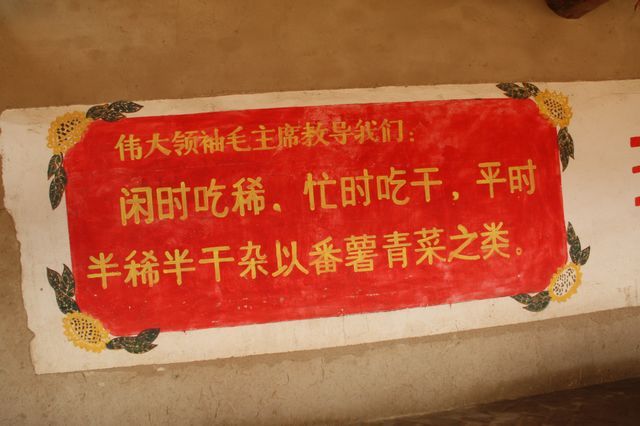 伟大领袖毛主席教导我们：
闲时吃稀、忙时吃干，平时
半稀半干杂以番薯青菜之类。